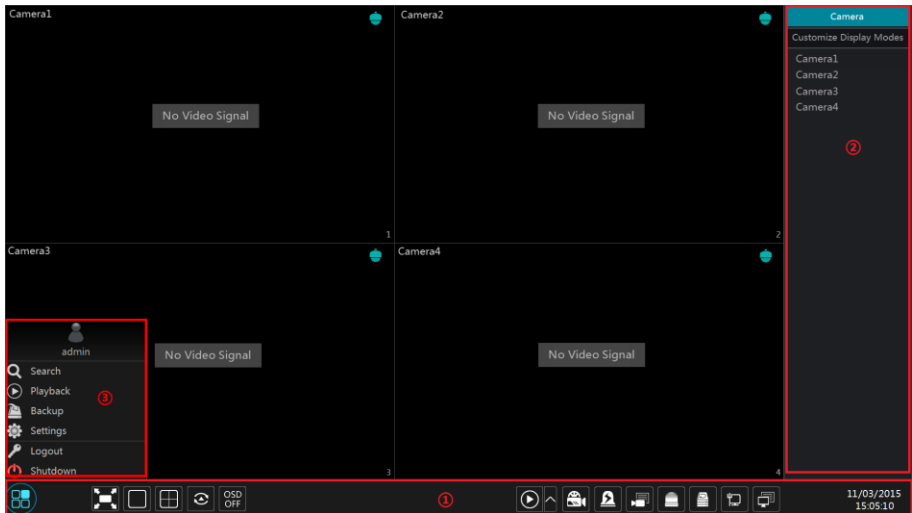 Camera1
Camera2
Camera
Customize Display Modes
Camera1
Camera2
Camera3
Camera4
No Video Signal
No Video Signal
②
1
2
Camera3
Camera4
admin
No Video Signal
No Video Signal
Search
Playback
③
Backup
Settings
Logout
Shutdown
3
4
OSD
OFF
①
11/03/2015
15:05:10